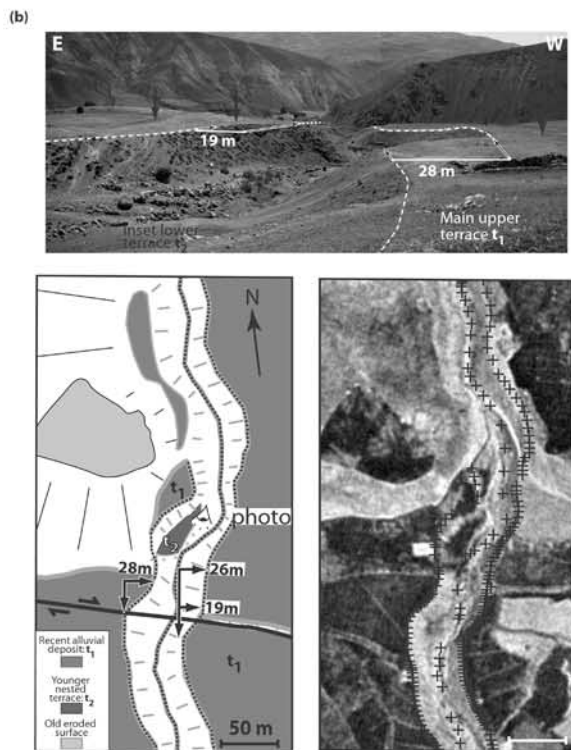 (b)
E W
19 m
28 m
Inset lower
terrace t2
Main upper
terrace t1
N
t1
photo
t2
28m
26m
19m
t1
Recent alluvial
deposit: t1
Younger
nested
terrace: t2
Old eroded
surface
50 m